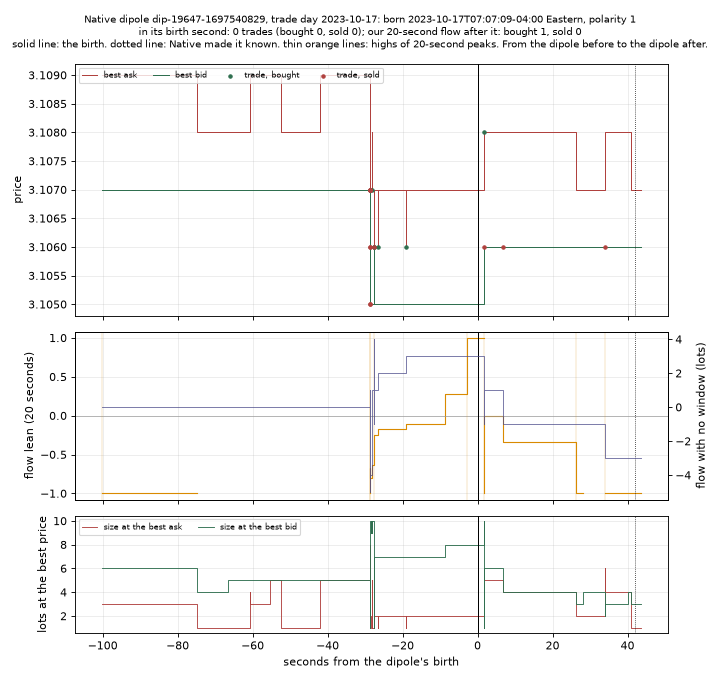 Native dipole dip-19647-1697540829, trade day 2023-10-17: born 2023-10-17T07:07:09-04:00 Eastern, polarity 1
in its birth second: 0 trades (bought 0, sold 0); our 20-second flow after it: bought 1, sold 0
solid line: the birth. dotted line: Native made it known. thin orange lines: highs of 20-second peaks. From the dipole before to the dipole after.
best ask best bid trade, bought trade, sold
3.1090
3.1085
3.1080
3.1075
3.1070
3.1065
3.1060
3.1055
3.1050
price
1.0
0.5
0.0
−0.5
−1.0
flow lean (20 seconds)
4
2
0
−2
−4
flow with no window (lots)
size at the best ask size at the best bid
10
8
6
4
2
lots at the best price
−100 −80 −60 −40 −20 0 20 40
seconds from the dipole's birth